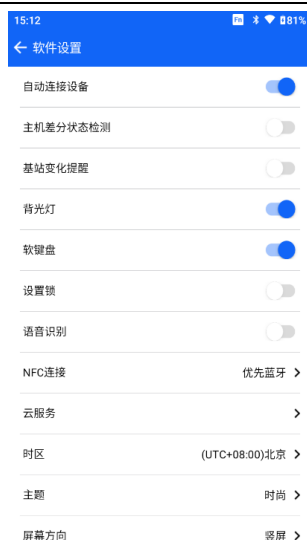 15:12 Fn 81%
软件设置
自动连接设备
主机差分状态检测
基站变化提醒
背光灯
软键盘
设置锁
语音识别
NFC连接 优先蓝牙
云服务
时区 (UTC+08:00)北京
主题 时尚
屏幕方向 竖屏